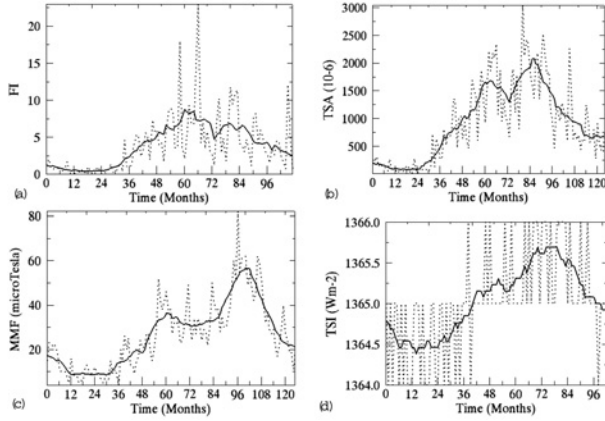 20
15
10
5
0
FI
0 12 24 36 48 60 72 84 96
Time (Months)
(a)
3000
2500
2000
1500
1000
500
TSA (10-6)
0 12 24 36 48 60 72 84 96 108 120
Time (Months)
(b)
80
60
40
20
MMF (microTesla)
0 12 24 36 48 60 72 84 96 108 120
Time (Months)
(c)
1366.0
1365.5
1365.0
1364.5
1364.0
TSI (Wm-2)
0 12 24 36 48 60 72 84 96
Time (Months)
(d)